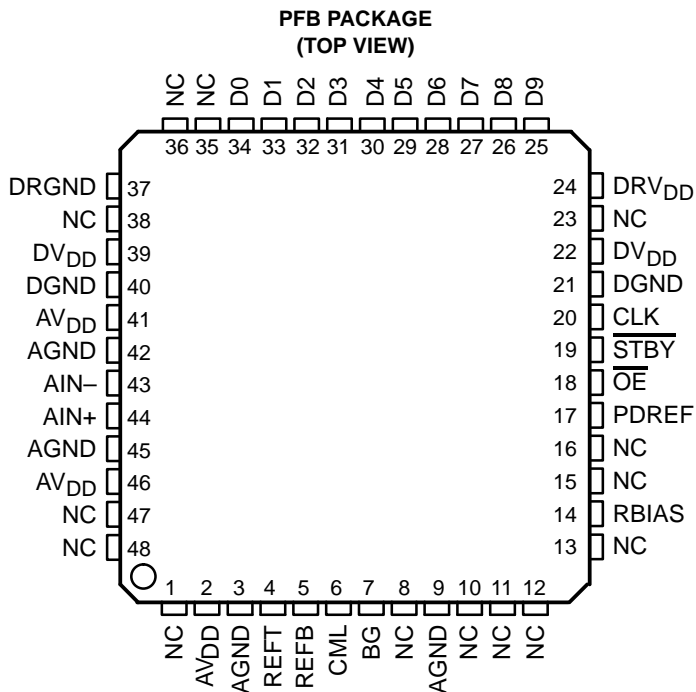 PFB PACKAGE
(TOP VIEW)
NC NC D0 D1 D2 D3 D4 D5 D6 D7 D8 D9
36 35 34 33 32 31 30 29 28 27 26 25
DRGND 37 24 DRVDD
NC 38 23 NC
DVDD 39 22 DVDD
DGND 40 21 DGND
AVDD 41 20 CLK
AGND 42 19 STBY
AIN– 43 18 OE
AIN+ 44 17 PDREF
AGND 45 16 NC
AVDD 46 15 NC
NC 47 14 RBIAS
NC 48 13 NC
1 2 3 4 5 6 7 8 9 10 11 12
NC AVDD AGND REFT REFB CML BG NC AGND NC NC NC